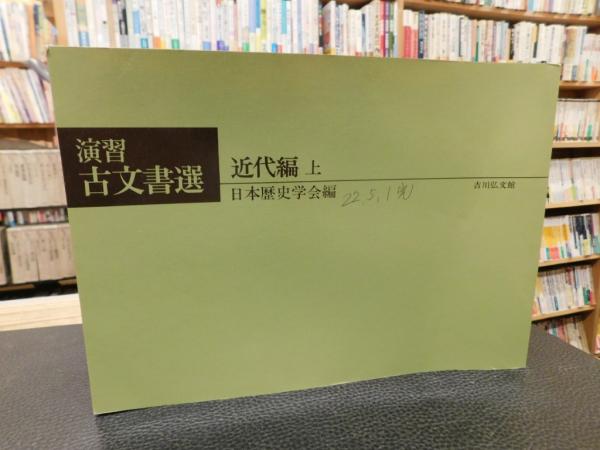 演習
古文書選
近代編 上
日本歴史学会編
22.5.1
吉川弘文館